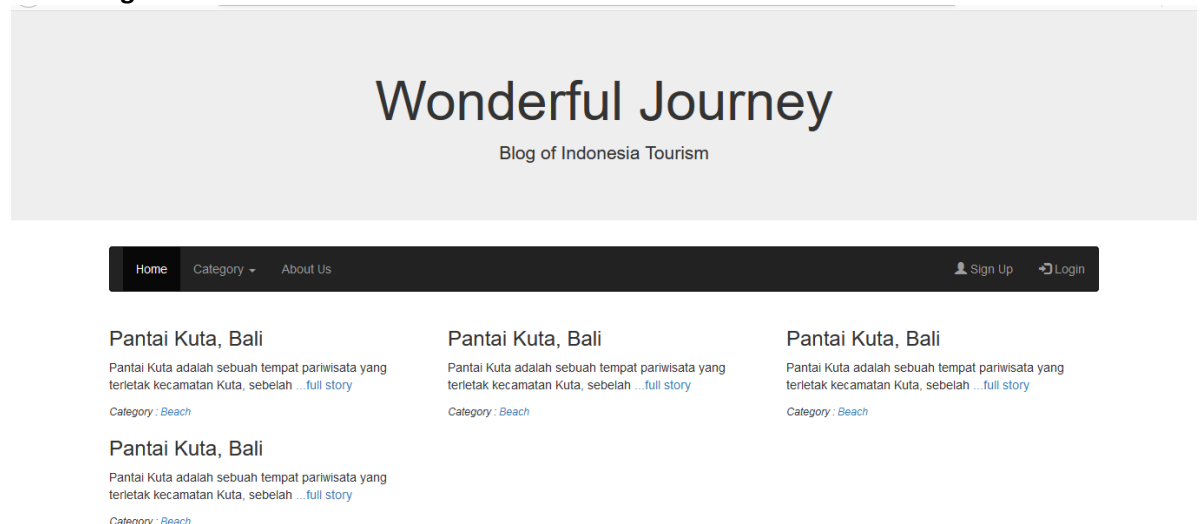 Wonderful Journey
Blog of Indonesia Tourism
Home Category About Us Sign Up Login
Pantai Kuta, Bali
Pantai Kuta adalah sebuah tempat pariwisata yang
terletak kecamatan Kuta, sebelah ...full story
Category : Beach
Pantai Kuta, Bali
Pantai Kuta adalah sebuah tempat pariwisata yang
terletak kecamatan Kuta, sebelah ...full story
Category : Beach
Pantai Kuta, Bali
Pantai Kuta adalah sebuah tempat pariwisata yang
terletak kecamatan Kuta, sebelah ...full story
Category : Beach
Pantai Kuta, Bali
Pantai Kuta adalah sebuah tempat pariwisata yang
terletak kecamatan Kuta, sebelah ...full story
Category : Beach